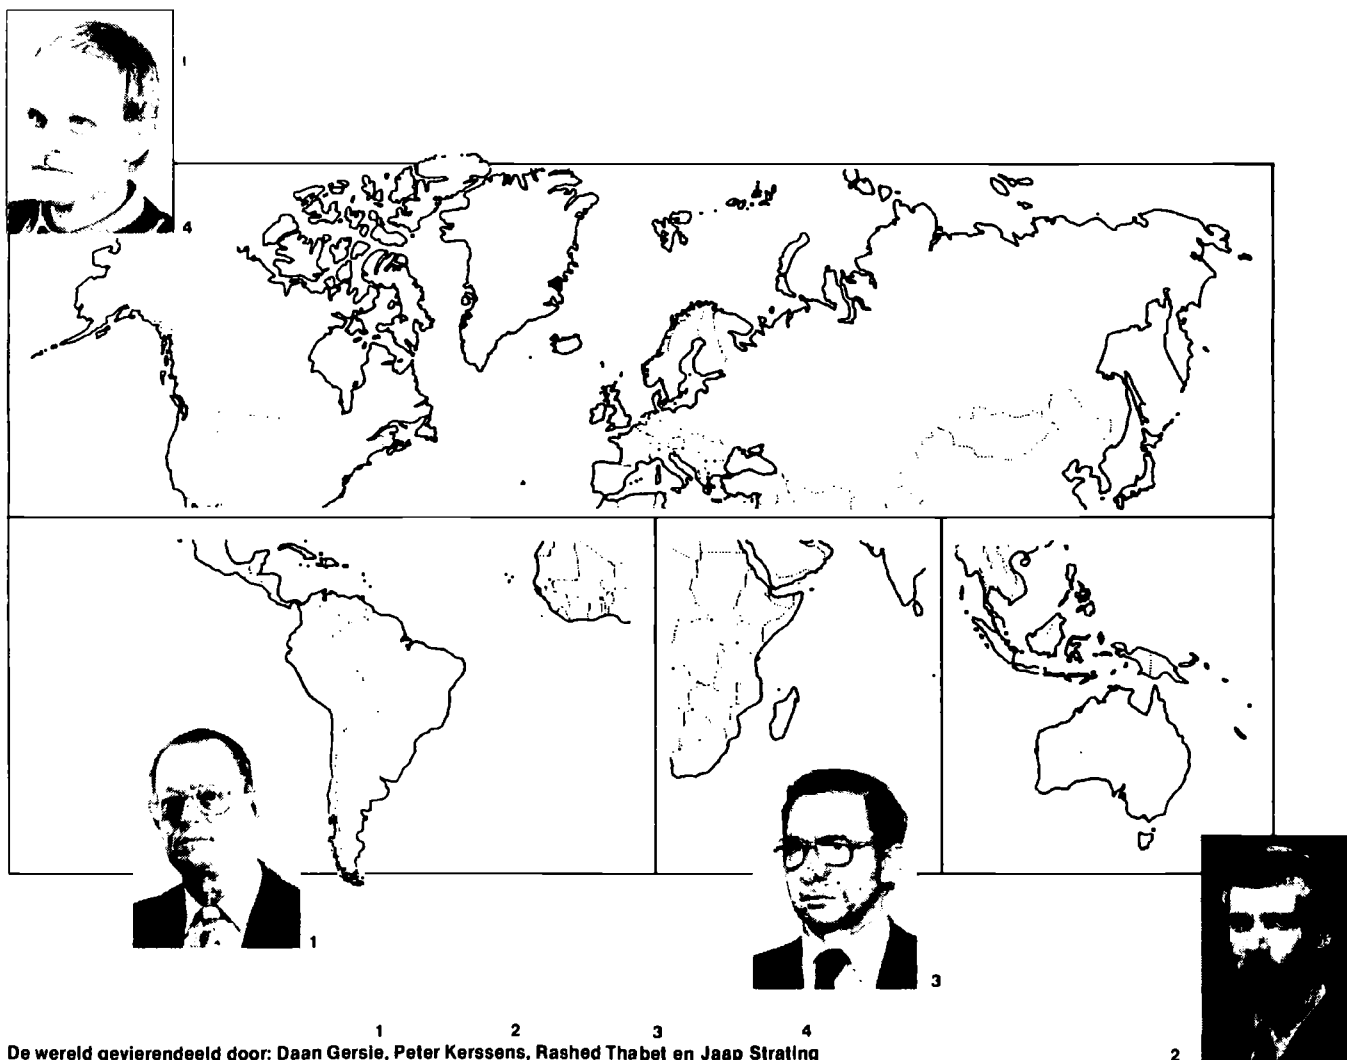 1
4
1
3
1 2 3 4
De wereld gevierendeeld door: Daan Gersie, Peter Kerssens, Rashed Thabet en Jaap Strating
2